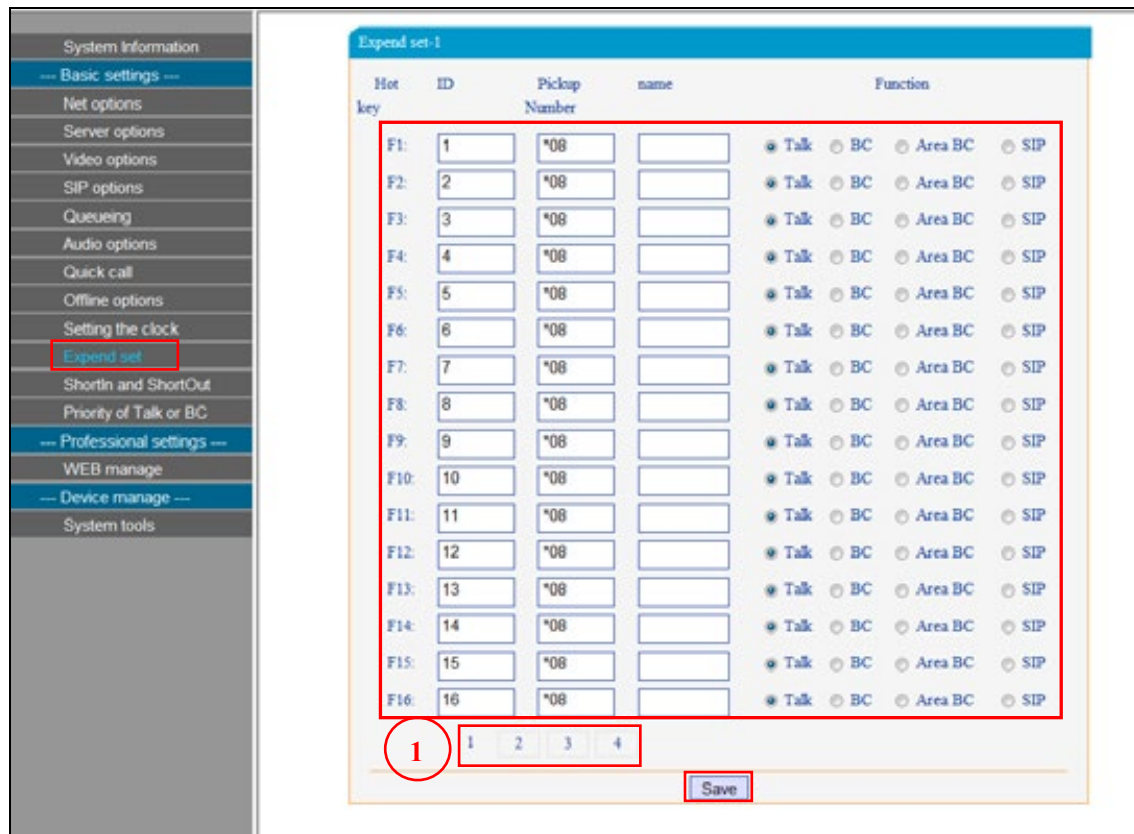 System Information
--- Basic settings ---
Net options
Server options
Video options
SIP options
Queueing
Audio options
Quick call
Offline options
Setting the clock
Expend set
ShortIn and ShortOut
Priority of Talk or BC
--- Professional settings ---
WEB manage
--- Device manage ---
System tools
Expend set-1
Hot key ID Pickup Number name Function
F1: 1 *08 Talk BC Area BC SIP
F2: 2 *08 Talk BC Area BC SIP
F3: 3 *08 Talk BC Area BC SIP
F4: 4 *08 Talk BC Area BC SIP
F5: 5 *08 Talk BC Area BC SIP
F6: 6 *08 Talk BC Area BC SIP
F7: 7 *08 Talk BC Area BC SIP
F8: 8 *08 Talk BC Area BC SIP
F9: 9 *08 Talk BC Area BC SIP
F10: 10 *08 Talk BC Area BC SIP
F11: 11 *08 Talk BC Area BC SIP
F12: 12 *08 Talk BC Area BC SIP
F13: 13 *08 Talk BC Area BC SIP
F14: 14 *08 Talk BC Area BC SIP
F15: 15 *08 Talk BC Area BC SIP
F16: 16 *08 Talk BC Area BC SIP
1 1 2 3 4
Save